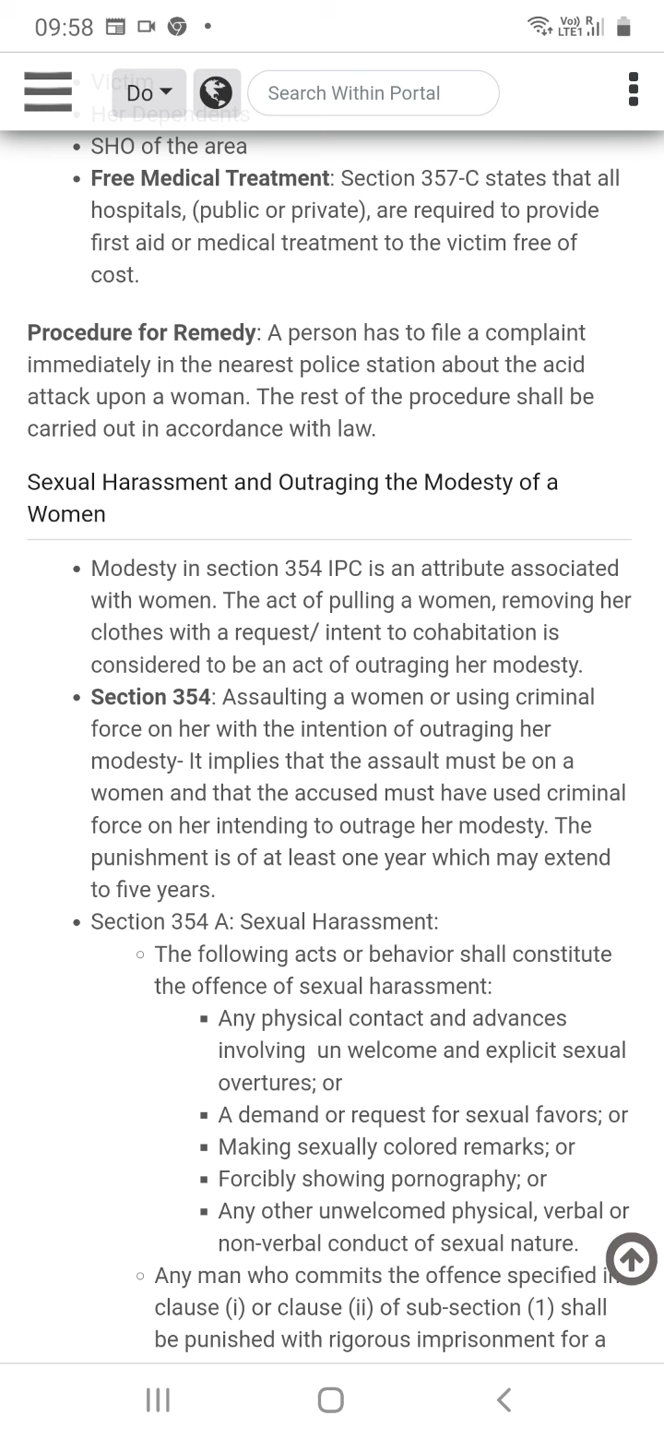 09:58
Vo)) R
LTE1
Victim
Do
Search Within Portal
Her Dependents
• SHO of the area
• Free Medical Treatment: Section 357-C states that all
hospitals, (public or private), are required to provide
first aid or medical treatment to the victim free of
cost.
Procedure for Remedy: A person has to file a complaint
immediately in the nearest police station about the acid
attack upon a woman. The rest of the procedure shall be
carried out in accordance with law.
Sexual Harassment and Outraging the Modesty of a
Women
• Modesty in section 354 IPC is an attribute associated
with women. The act of pulling a women, removing her
clothes with a request/ intent to cohabitation is
considered to be an act of outraging her modesty.
• Section 354: Assaulting a women or using criminal
force on her with the intention of outraging her
modesty- It implies that the assault must be on a
women and that the accused must have used criminal
force on her intending to outrage her modesty. The
punishment is of at least one year which may extend
to five years.
• Section 354 A: Sexual Harassment:
◦ The following acts or behavior shall constitute
the offence of sexual harassment:
▪ Any physical contact and advances
involving  un welcome and explicit sexual
overtures; or
▪ A demand or request for sexual favors; or
▪ Making sexually colored remarks; or
▪ Forcibly showing pornography; or
▪ Any other unwelcomed physical, verbal or
non-verbal conduct of sexual nature.
◦ Any man who commits the offence specified in
clause (i) or clause (ii) of sub-section (1) shall
be punished with rigorous imprisonment for a